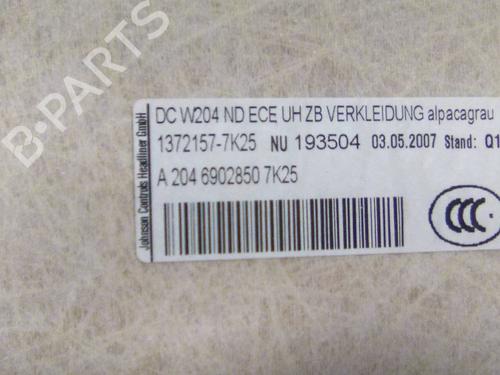 DC W204 ND ECE UH ZB VERKLEIDUNG alpacagrau
1372157-7K25 NU 193504 03.05.2007 Stand: Q1
A 204 6902850 7K25
Johnson Controls Headliner GmbH
CCC
B-PARTS